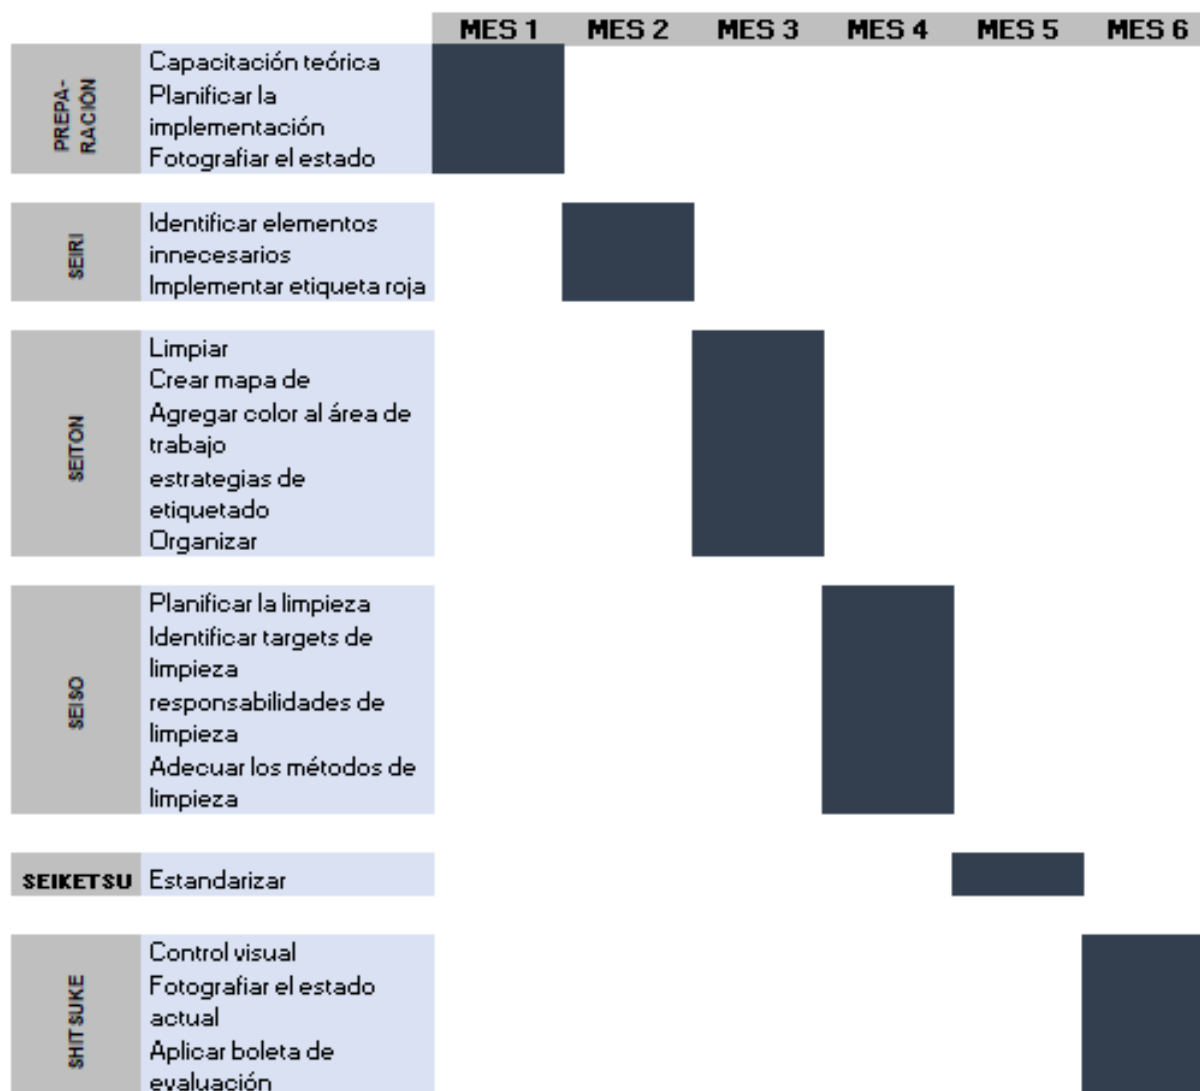 MES 1 MES 2 MES 3 MES 4 MES 5 MES 6
PREPA-
RACIÓN
Capacitación teórica
Planificar la
implementación
Fotografiar el estado
SEIRI
Identificar elementos
innecesarios
Implementar etiqueta roja
SEITON
Limpiar
Crear mapa de
Agregar color al área de
trabajo
estrategias de
etiquetado
Organizar
SEISO
Planificar la limpieza
Identificar targets de
limpieza
responsabilidades de
limpieza
Adecuar los métodos de
limpieza
SEIKETSU Estandarizar
SHITSUKE
Control visual
Fotografiar el estado
actual
Aplicar boleta de
evaluación